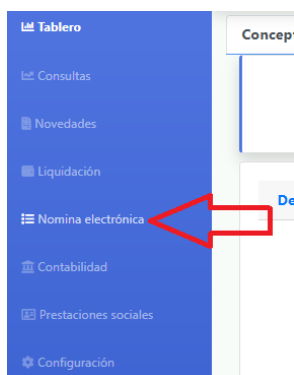 Tablero
Concept
Consultas
Novedades
Liquidación
De
Nomina electrónica
Contabilidad
Prestaciones sociales
Configuración